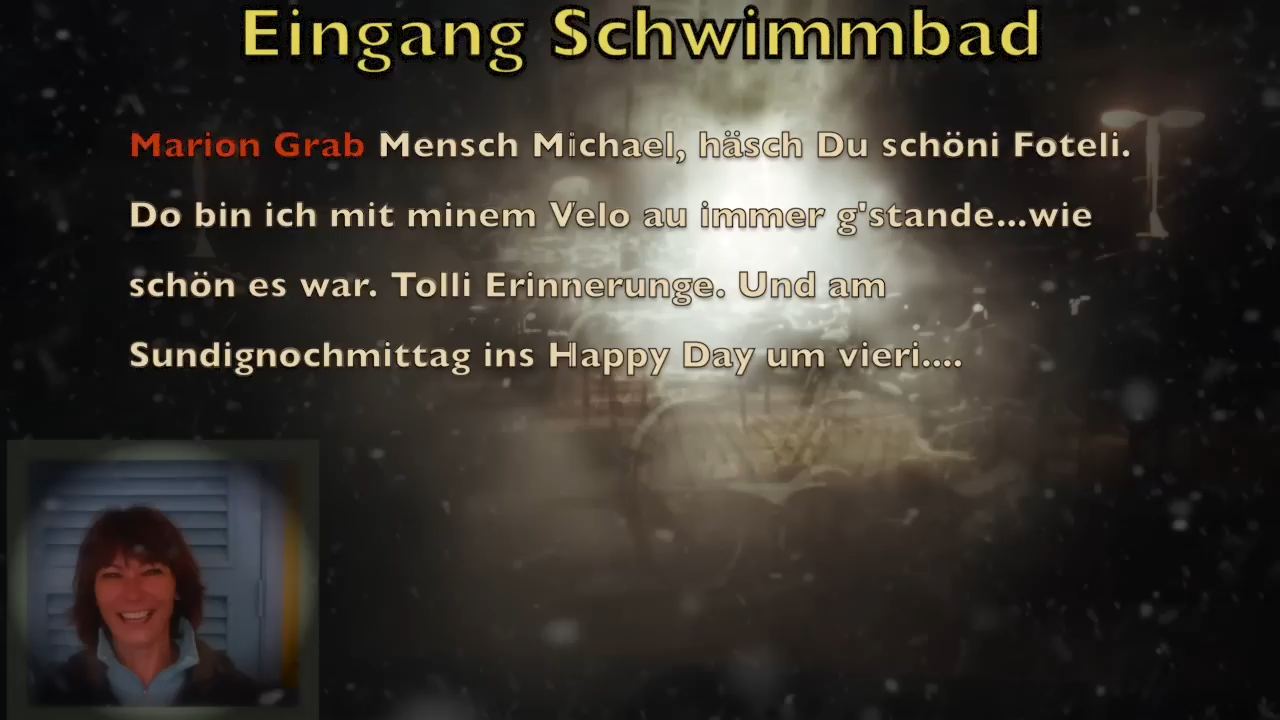 Eingang Schwimmbad
Marion Grab Mensch Michael, häsch Du schöni Foteli.
Do bin ich mit minem Velo au immer g'stande...wie
schön es war. Tolli Erinnerunge. Und am
Sundignochmittag ins Happy Day um vieri....